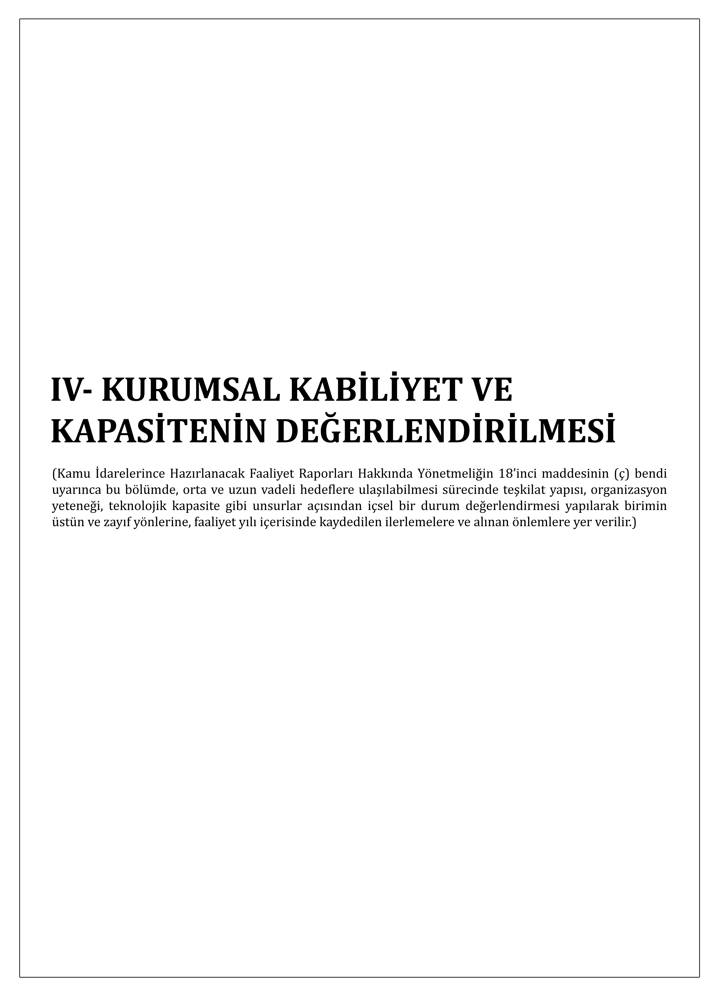 IV- KURUMSAL KABİLİYET VE
KAPASİTENİN DEĞERLENDİRİLMESİ
(Kamu İdarelerince Hazırlanacak Faaliyet Raporları Hakkında Yönetmeliğin 18’inci maddesinin (ç) bendi
uyarınca bu bölümde, orta ve uzun vadeli hedeflere ulaşılabilmesi sürecinde teşkilat yapısı, organizasyon
yeteneği, teknolojik kapasite gibi unsurlar açısından içsel bir durum değerlendirmesi yapılarak birimin
üstün ve zayıf yönlerine, faaliyet yılı içerisinde kaydedilen ilerlemelere ve alınan önlemlere yer verilir.)